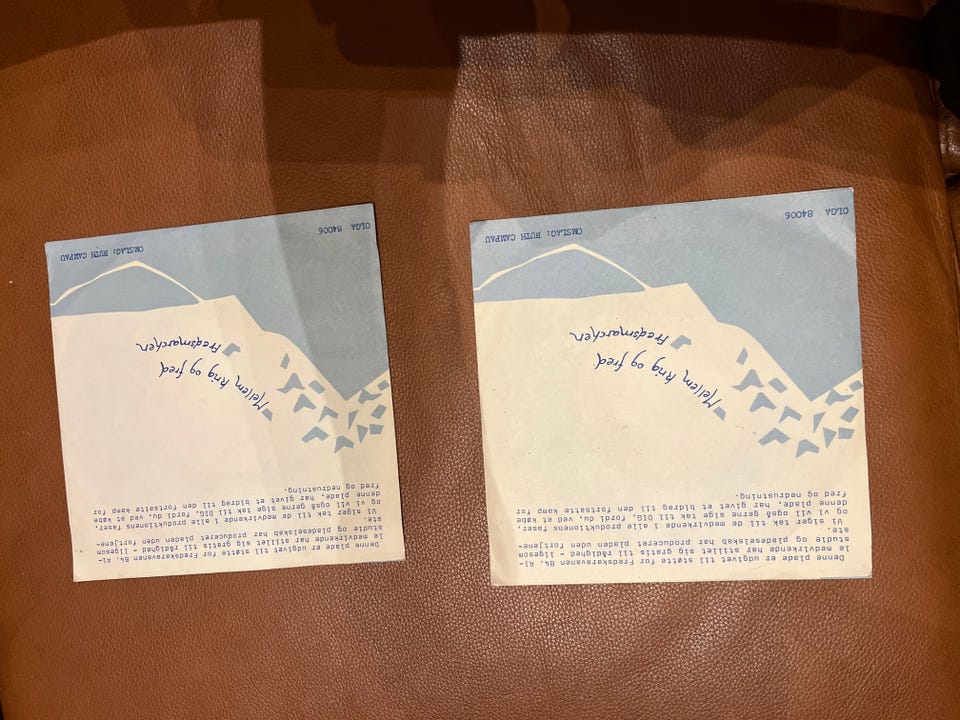 Denne plade er udgivet til støtte for Fredskaravanen 84. Al-
le medvirkende har stillet sig gratis til rådighed - ligesom
studie og pladeselskab har produceret pladen uden fortjene-
ste.
Vi siger tak til de medvirkende i alle produktionens faser,
og vi vil også gerne sige tak til DIG, fordi du, ved at købe
denne plade, har givet et bidrag til den fortsatte kamp for
fred og nedrustning.
Mellem krig og fred
Fredsmarchen
OLGA 84006 OMSLAG: RUTH CAMPAU
Denne plade er udgivet til støtte for Fredskaravanen 84. Al-
le medvirkende har stillet sig gratis til rådighed - ligesom
studie og pladeselskab har produceret pladen uden fortjene-
ste.
Vi siger tak til de medvirkende i alle produktionens faser,
og vi vil også gerne sige tak til DIG, fordi du, ved at købe
denne plade, har givet et bidrag til den fortsatte kamp for
fred og nedrustning.
Mellem krig og fred
Fredsmarchen
OLGA 84006 OMSLAG: RUTH CAMPAU